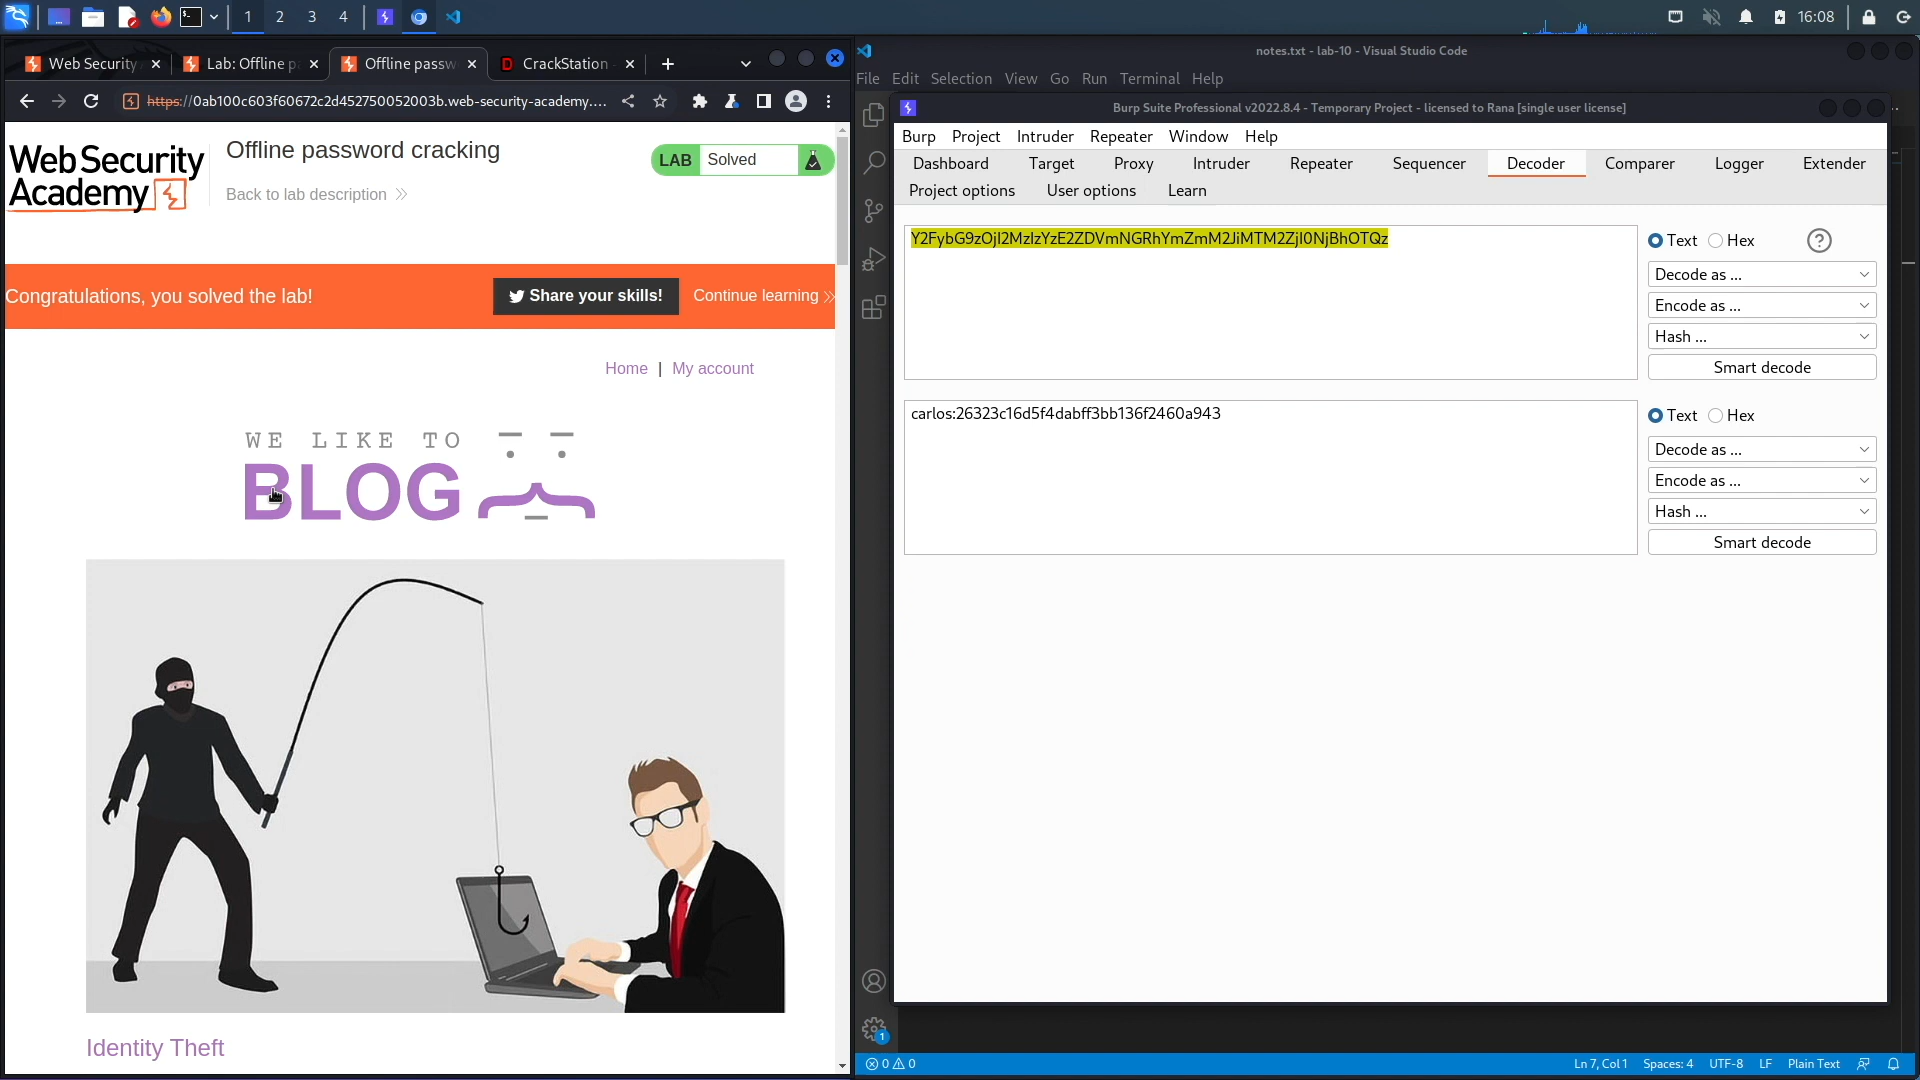 1 2 3 4
16:08
Web Security
Lab: Offline p
Offline passw
CrackStation
https://0ab100c603f60672c2d452750052003b.web-security-academy....
Web Security
Academy
Offline password cracking
Back to lab description
LAB Solved
Congratulations, you solved the lab!
Share your skills!
Continue learning
Home | My account
WE LIKE TO
BLOG
Identity Theft
notes.txt - lab-10 - Visual Studio Code
File Edit Selection View Go Run Terminal Help
Burp Suite Professional v2022.8.4 - Temporary Project - licensed to Rana [single user license]
Burp Project Intruder Repeater Window Help
Dashboard Target Proxy Intruder Repeater Sequencer Decoder Comparer Logger Extender
Project options User options Learn
Y2FybG9zOjI2MzIzYzE2ZDVmNGRhYmZmM2JiMTM2ZjI0NjBhOTQz
Text Hex
Decode as ...
Encode as ...
Hash ...
Smart decode
carlos:26323c16d5f4dabff3bb136f2460a943
Text Hex
Decode as ...
Encode as ...
Hash ...
Smart decode
1
0 0
Ln 7, Col 1 Spaces: 4 UTF-8 LF Plain Text